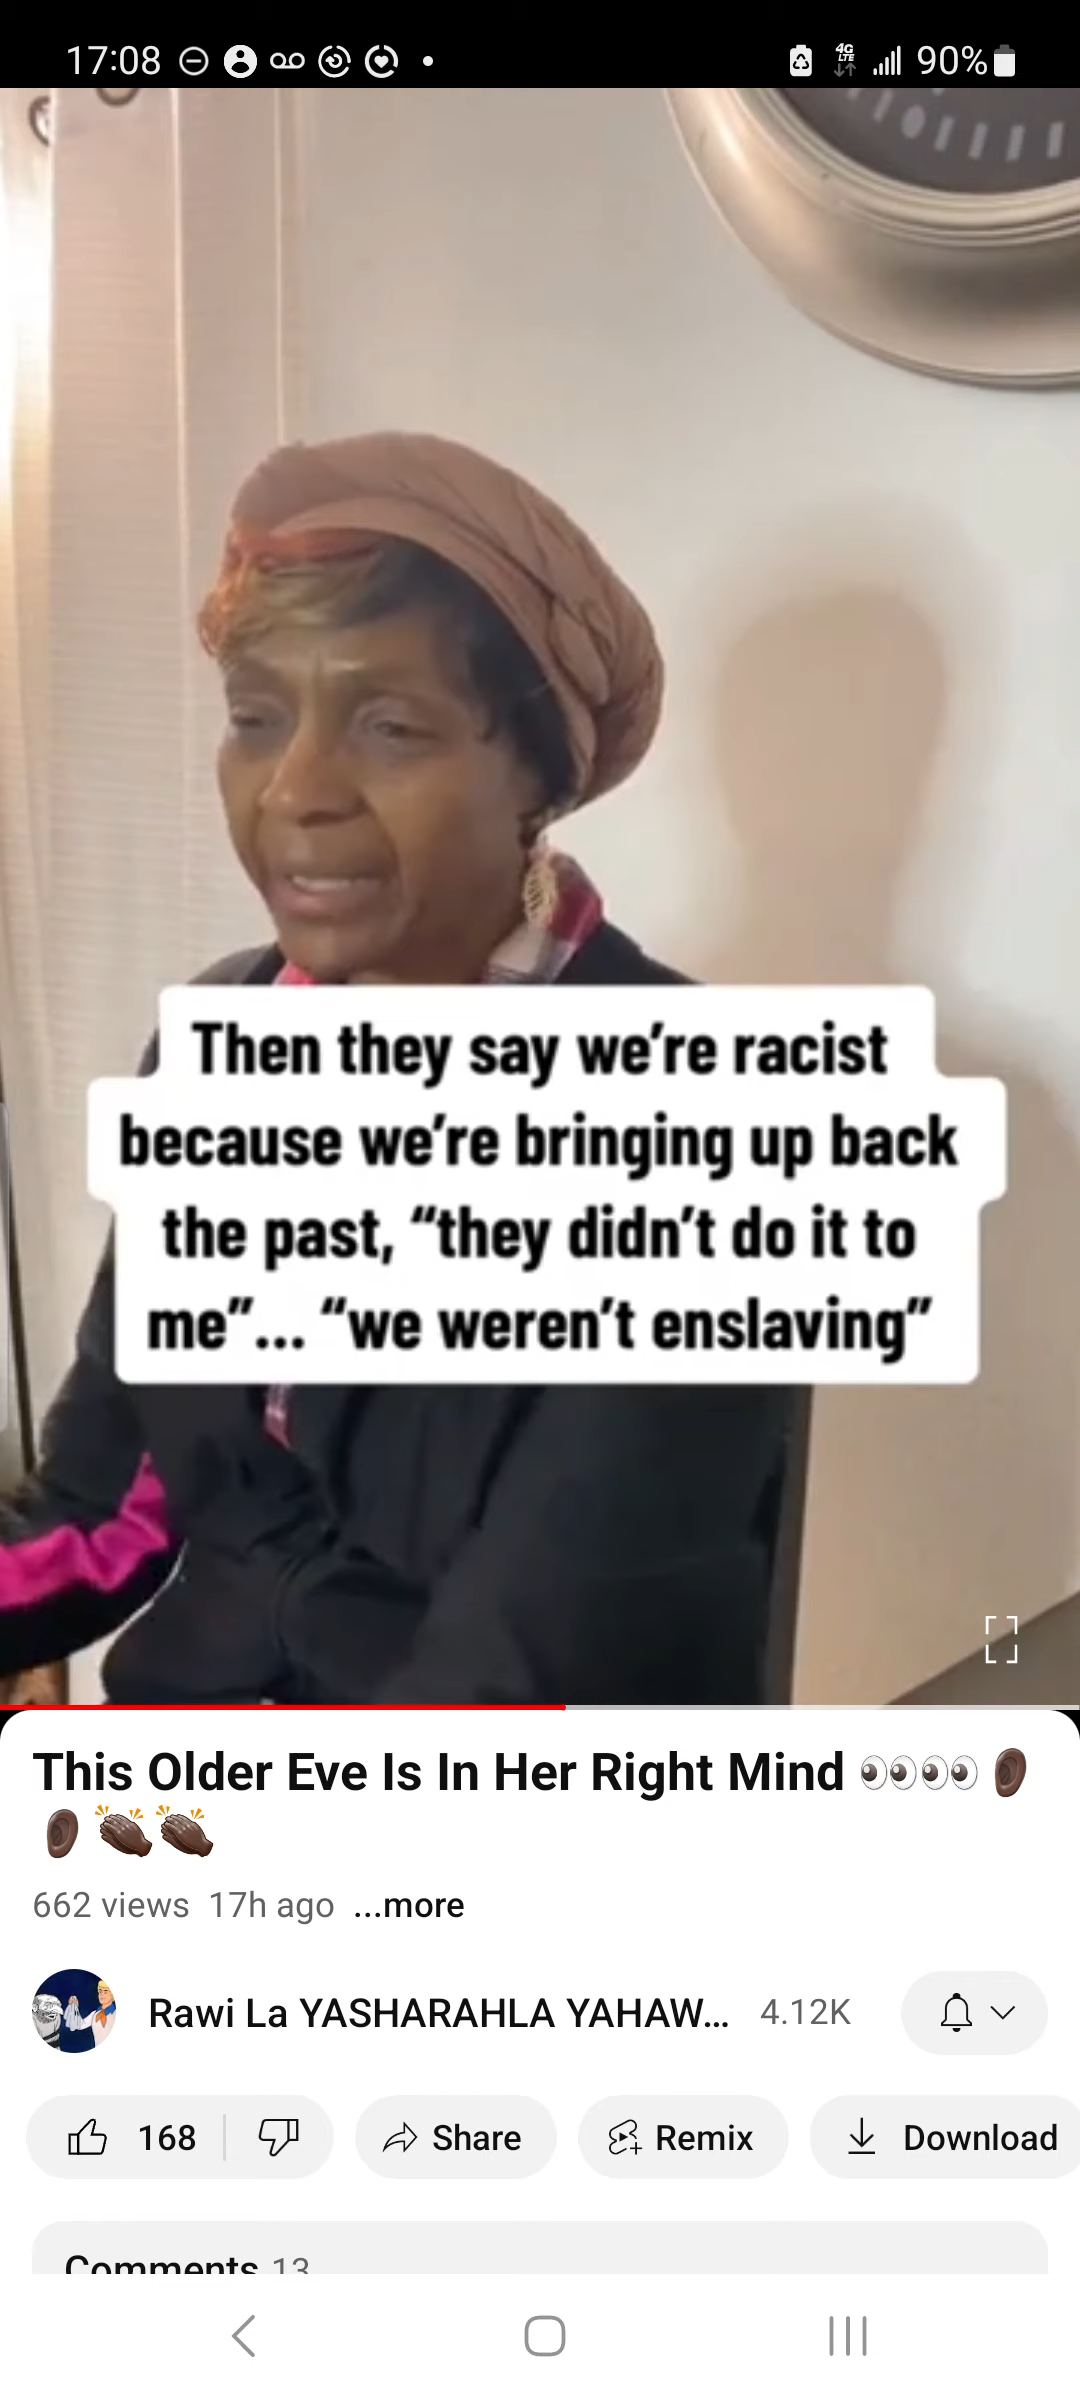 17:08 4G LTE 90%
Then they say we're racist
because we're bringing up back
the past, “they didn't do it to
me”... “we weren't enslaving”
This Older Eve Is In Her Right Mind 👀👀👂🏿
👂🏿👏🏿👏🏿
662 views 17h ago ...more
Rawi La YASHARAHLA YAHAW... 4.12K
168 Share Remix Download
Comments 13